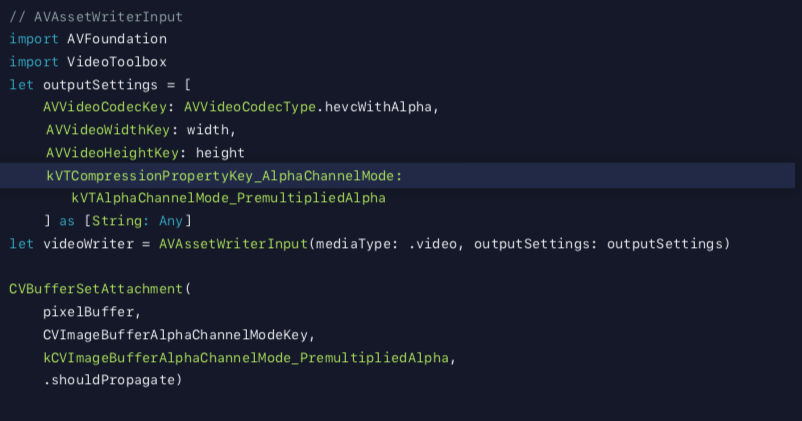 // AVAssetWriterInput
import AVFoundation
import VideoToolbox
let outputSettings = [
AVVideoCodecKey: AVVideoCodecType.hevcWithAlpha,
AVVideoWidthKey: width,
AVVideoHeightKey: height
kVTCompressionPropertyKey_AlphaChannelMode:
kVTAlphaChannelMode_PremultipliedAlpha
] as [String: Any]
let videoWriter = AVAssetWriterInput(mediaType: .video, outputSettings: outputSettings)
CVBufferSetAttachment(
pixelBuffer,
CVImageBufferAlphaChannelModeKey,
kCVImageBufferAlphaChannelMode_PremultipliedAlpha,
.shouldPropagate)